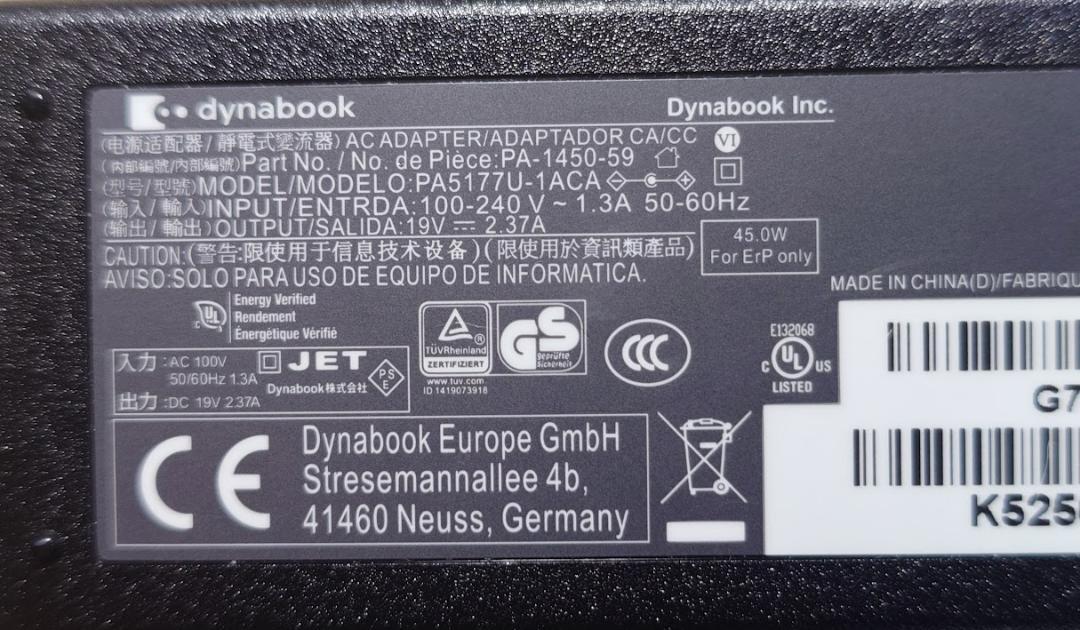 dynabook
Dynabook Inc.
(电源适配器/靜電式變流器)AC ADAPTER/ADAPTADOR CA/CC
VI
(内部編號/内部編號)Part No. / No. de Pièce:PA-1450-59
(型号/型號)MODEL/MODELO:PA5177U-1ACA
(输入/輸入)INPUT/ENTRDA:100-240 V ~ 1.3A 50-60Hz
(输出/輸出)OUTPUT/SALIDA:19V ⎓ 2.37A
45.0W
For ErP only
CAUTION:(警告:限使用于信息技术设备)(限使用於資訊類產品)
AVISO:SOLO PARA USO DE EQUIPO DE INFORMATICA.
MADE IN CHINA(D)/FABRIQU
c UL
Energy Verified
Rendement
Énergétique Vérifié
TÜVRheinland
ZERTIFIZIERT
www.tuv.com
ID 1419073918
GS
geprüfte
Sicherheit
CCC
E132068
c UL US
LISTED
入力:AC 100V
50/60Hz 1.3A
出力:DC 19V 2.37A
JET
Dynabook株式会社
PS
E
CE
Dynabook Europe GmbH
Stresemannallee 4b,
41460 Neuss, Germany
G7
K525